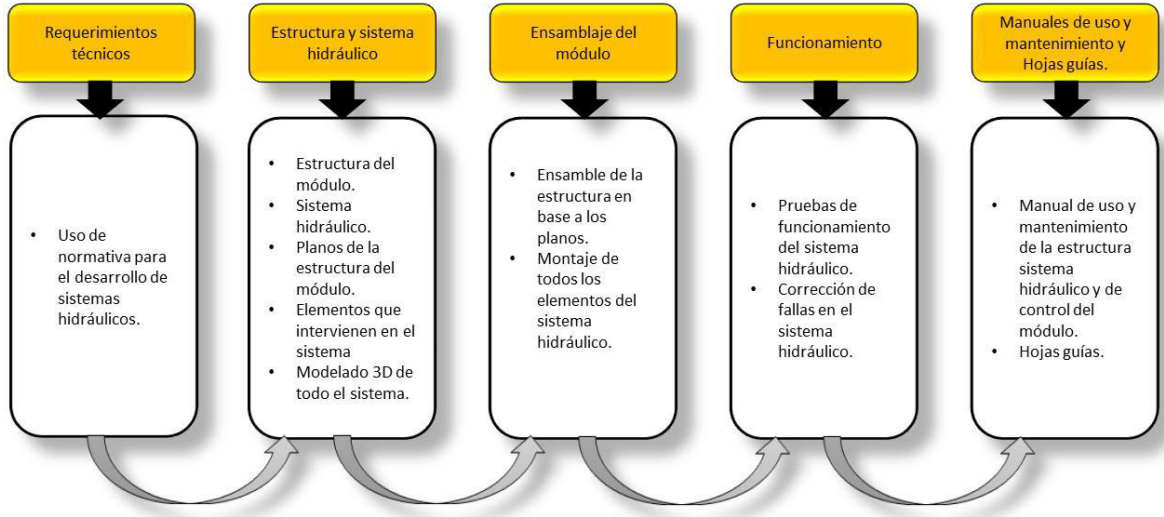 Requerimientos
técnicos
• Uso de
normativa para
el desarrollo de
sistemas
hidráulicos.
Estructura y sistema
hidráulico
• Estructura del
módulo.
• Sistema
hidráulico.
• Planos de la
estructura del
módulo.
• Elementos que
intervienen en el
sistema
• Modelado 3D de
todo el sistema.
Ensamblaje del
módulo
• Ensamble de la
estructura en
base a los
planos.
• Montaje de
todos los
elementos del
sistema
hidráulico.
Funcionamiento
• Pruebas de
funcionamiento
del sistema
hidráulico.
• Corrección de
fallas en el
sistema
hidráulico.
Manuales de uso y
mantenimiento y
Hojas guías.
• Manual de uso y
mantenimiento
de la estructura
sistema
hidráulico y de
control del
módulo.
• Hojas guías.